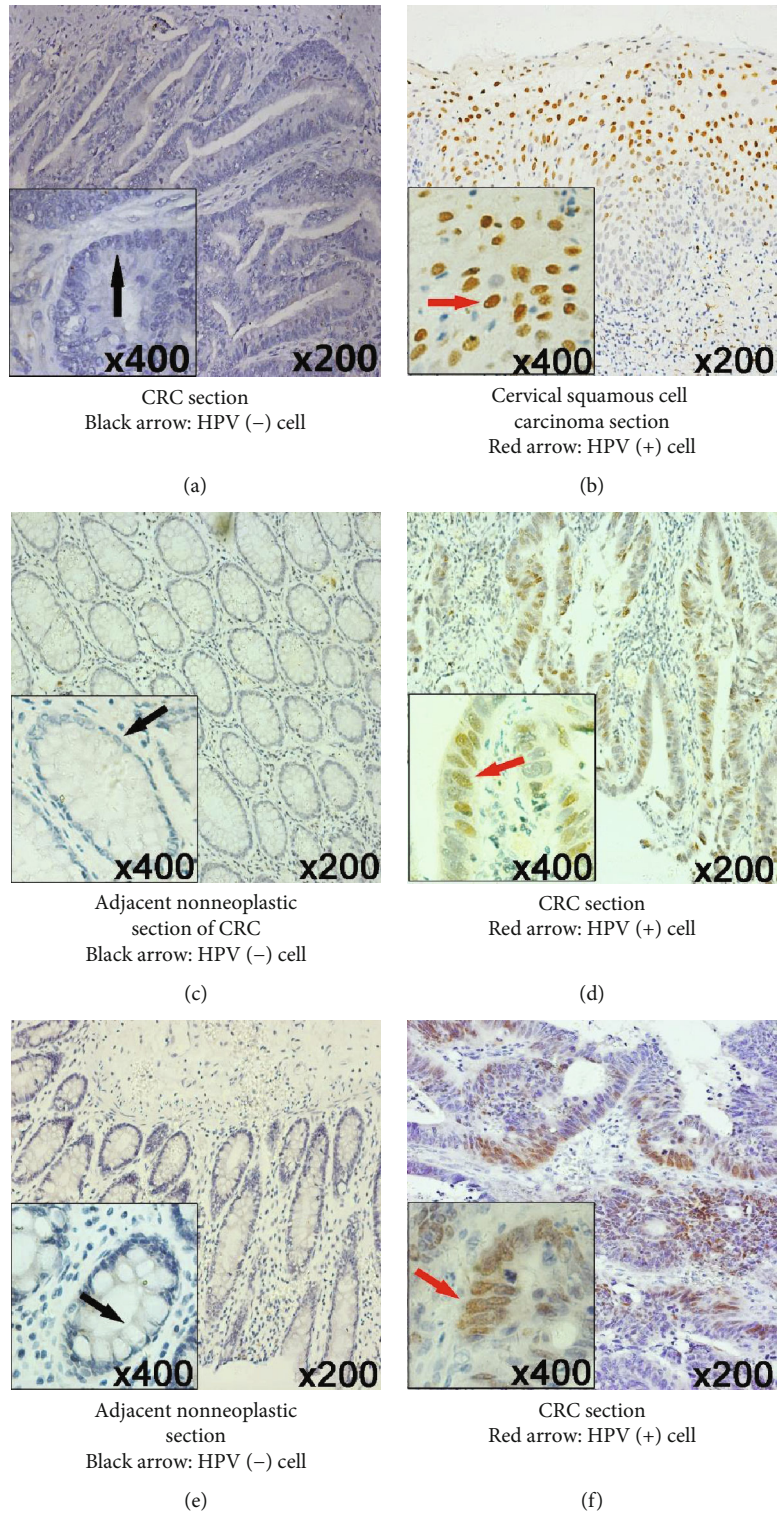 x400
x200
CRC section
Black arrow: HPV (−) cell
(a)
x400
x200
Cervical squamous cell
carcinoma section
Red arrow: HPV (+) cell
(b)
x400
x200
Adjacent nonneoplastic
section of CRC
Black arrow: HPV (−) cell
(c)
x400
x200
CRC section
Red arrow: HPV (+) cell
(d)
x400
x200
Adjacent nonneoplastic
section
Black arrow: HPV (−) cell
(e)
x400
x200
CRC section
Red arrow: HPV (+) cell
(f)